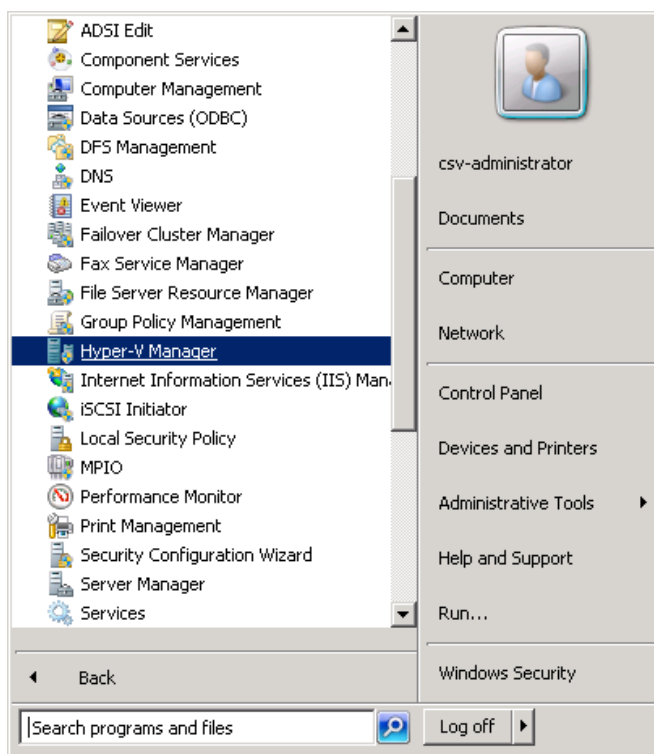 ADSI Edit
Component Services
Computer Management
Data Sources (ODBC)
DFS Management
DNS
Event Viewer
Failover Cluster Manager
Fax Service Manager
File Server Resource Manager
Group Policy Management
Hyper-V Manager
Internet Information Services (IIS) Man
iSCSI Initiator
Local Security Policy
MPIO
Performance Monitor
Print Management
Security Configuration Wizard
Server Manager
Services
Back
Search programs and files
csv-administrator
Documents
Computer
Network
Control Panel
Devices and Printers
Administrative Tools
Help and Support
Run...
Windows Security
Log off